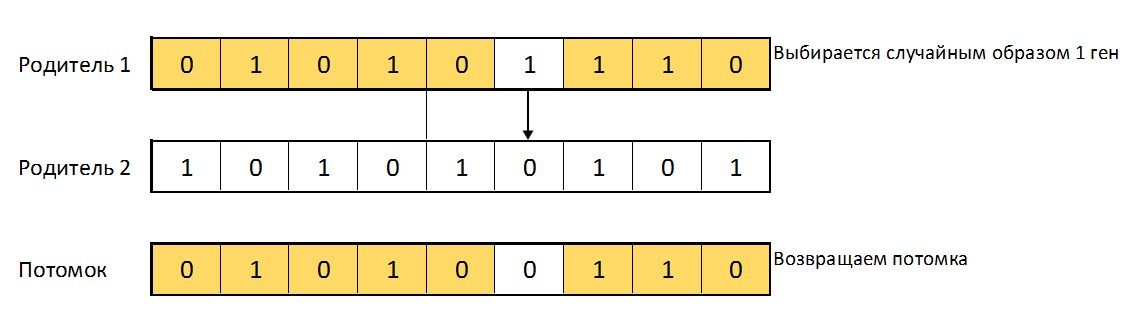 Родитель 1 0 1 0 1 0 1 1 1 0 Выбирается случайным образом 1 ген
Родитель 2 1 0 1 0 1 0 1 0 1
Потомок 0 1 0 1 0 0 1 1 0 Возвращаем потомка